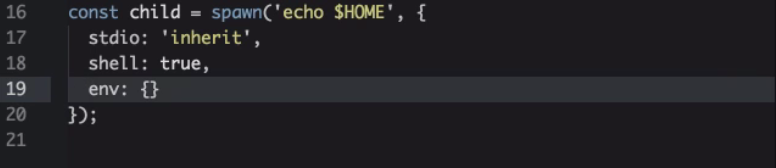 16 const child = spawn('echo $HOME', {
17   stdio: 'inherit',
18   shell: true,
19   env: {}
20 });
21